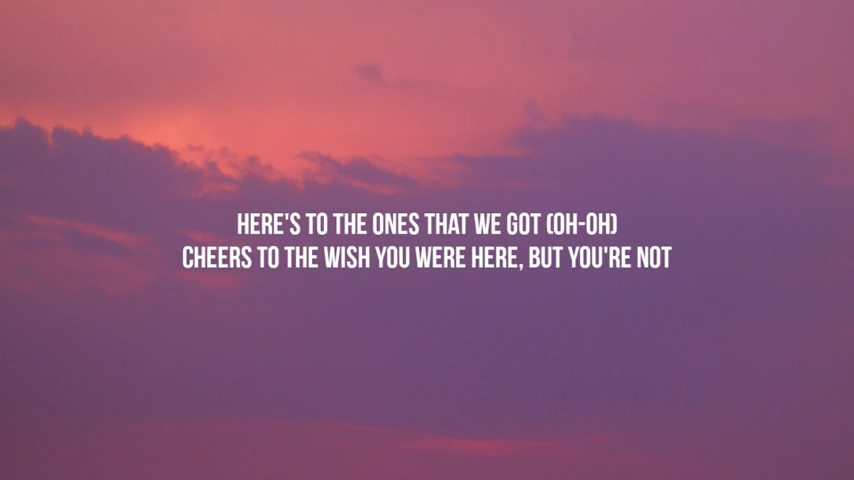 HERE'S TO THE ONES THAT WE GOT (OH-OH)
CHEERS TO THE WISH YOU WERE HERE, BUT YOU'RE NOT